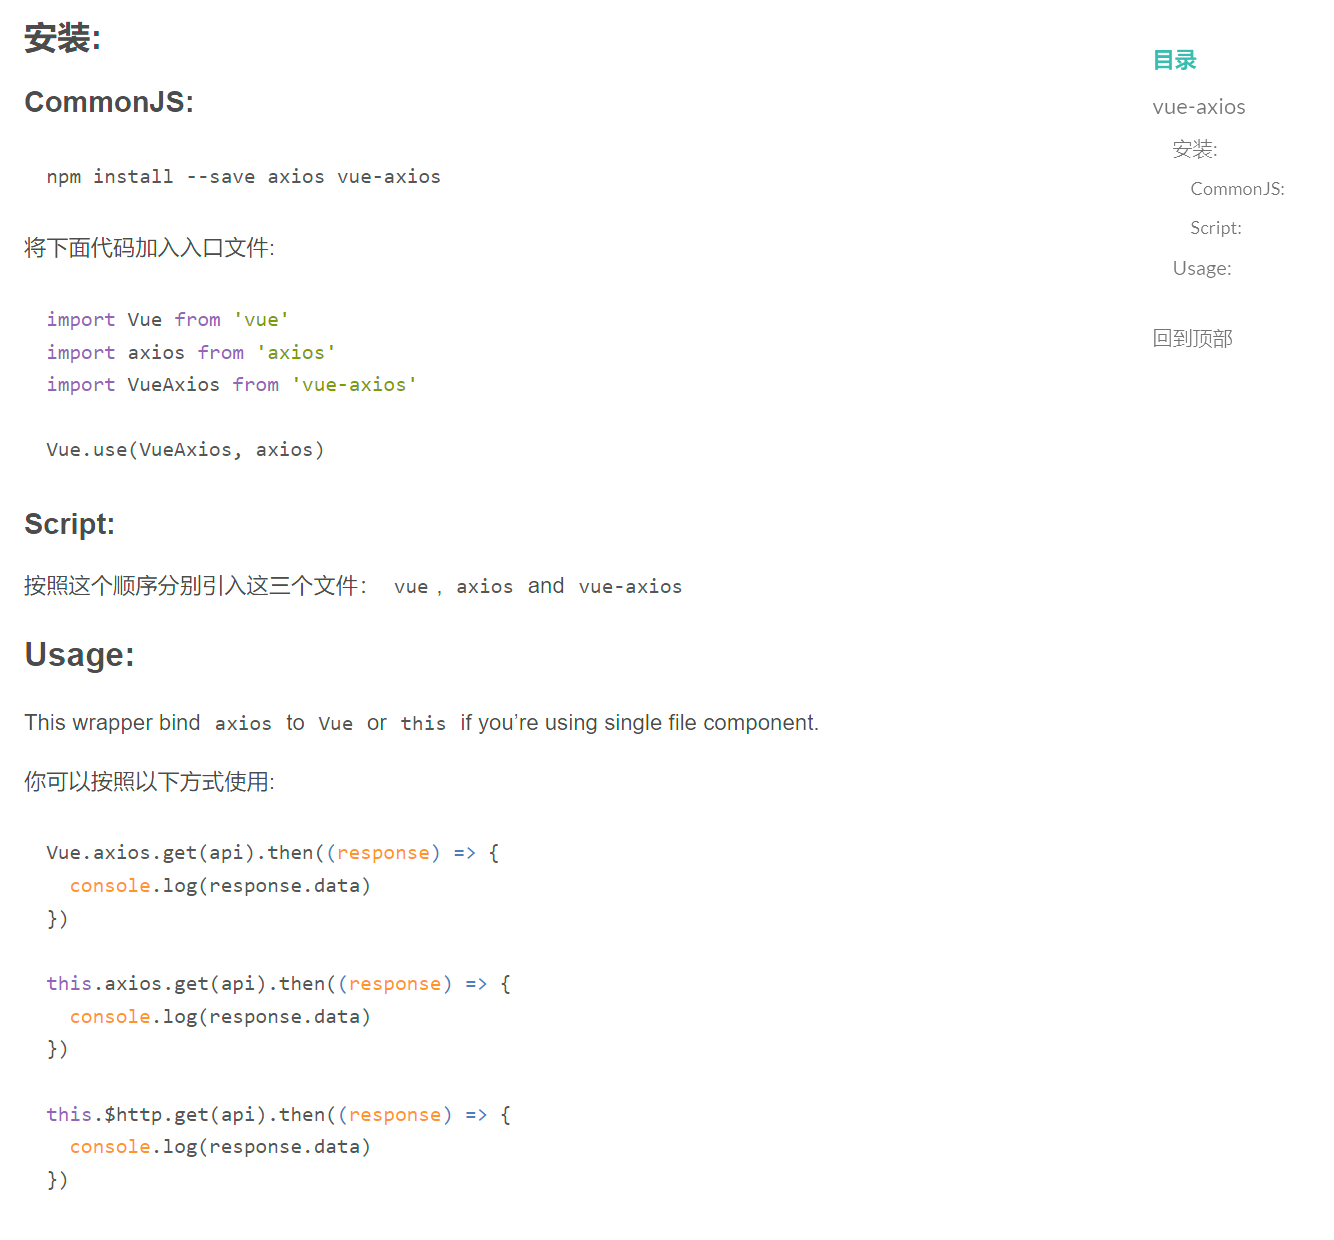 安装:
CommonJS:
npm install --save axios vue-axios
将下面代码加入入口文件:
import Vue from 'vue'
import axios from 'axios'
import VueAxios from 'vue-axios'
Vue.use(VueAxios, axios)
Script:
按照这个顺序分别引入这三个文件： vue , axios and vue-axios
Usage:
This wrapper bind axios to Vue or this if you’re using single file component.
你可以按照以下方式使用:
Vue.axios.get(api).then((response) => {
  console.log(response.data)
})
this.axios.get(api).then((response) => {
  console.log(response.data)
})
this.$http.get(api).then((response) => {
  console.log(response.data)
})
目录
vue-axios
安装:
CommonJS:
Script:
Usage:
回到顶部